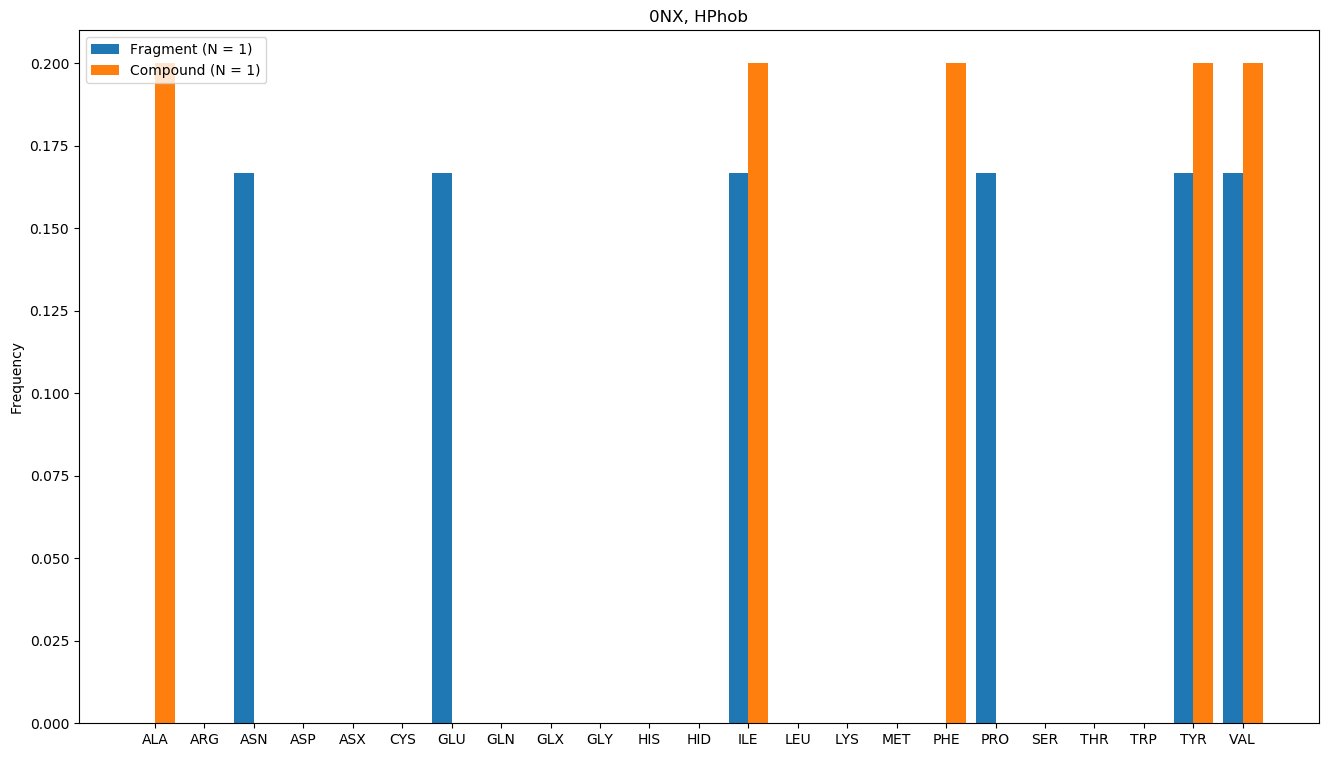 0NX, HPhob
Fragment (N = 1)
Compound (N = 1)
Frequency
0.200
0.175
0.150
0.125
0.100
0.075
0.050
0.025
0.000
ALA ARG ASN ASP ASX CYS GLU GLN GLX GLY HIS HID ILE LEU LYS MET PHE PRO SER THR TRP TYR VAL